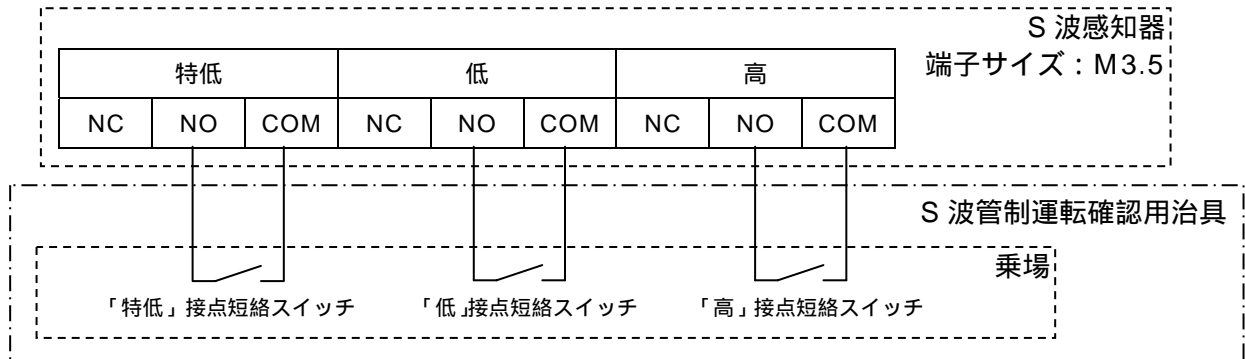 S 波感知器
端子サイズ：M3.5
特低 低 高
NC NO COM NC NO COM NC NO COM
S 波管制運転確認用治具
乗場
「特低」接点短絡スイッチ 「低」接点短絡スイッチ 「高」接点短絡スイッチ